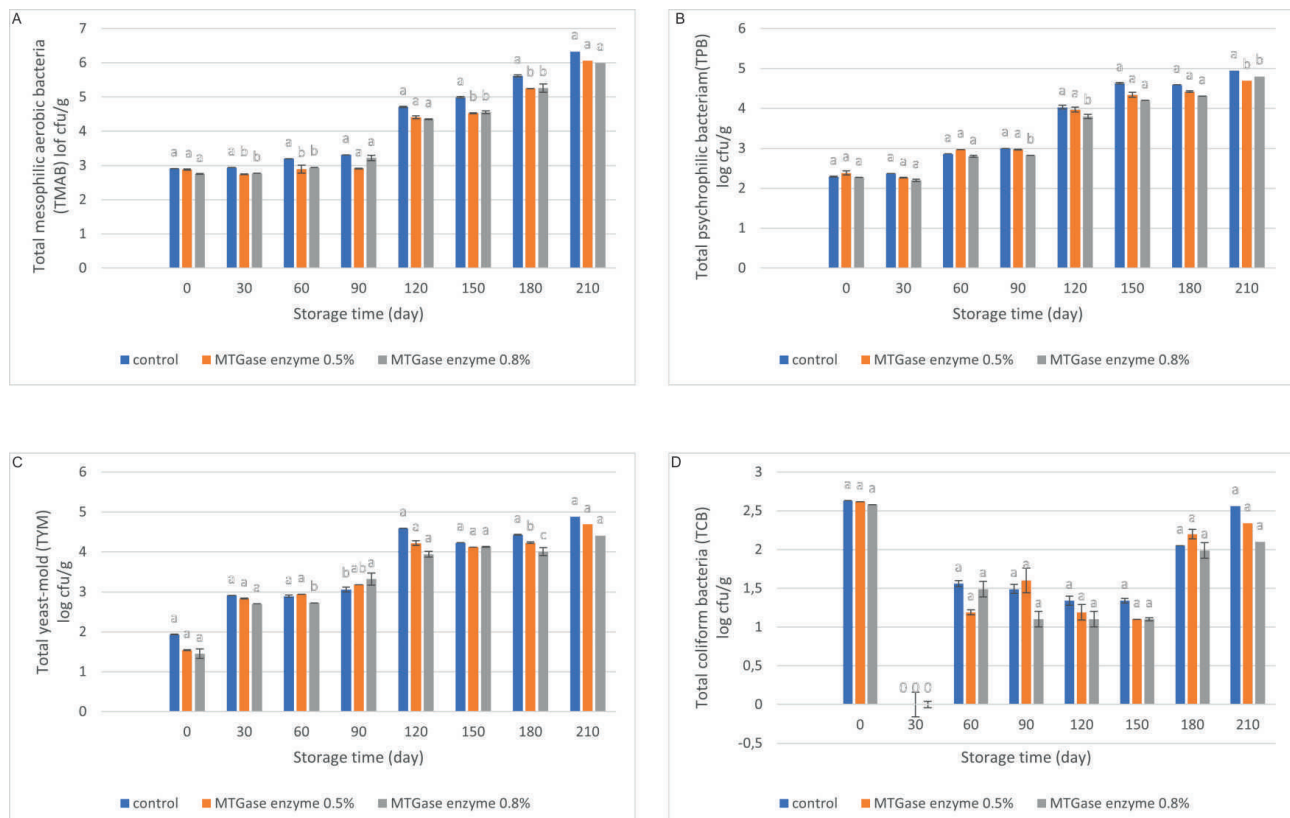 A
Total mesophilic aerobic bacteria
(TMAB) lof cfu/g
7
6
5
4
3
2
1
0
a a a
a b b
a b b
a a a
a a a
a b b
a b b
a a a
0 30 60 90 120 150 180 210
Storage time (day)
control MTGase enzyme 0.5% MTGase enzyme 0.8%
B
Total psychrophilic bacteriam(TPB)
log cfu/g
6
5
4
3
2
1
0
a a a
a a a
a a a
a a b
a a b
a a a
a a a
a b b
0 30 60 90 120 150 180 210
Storage time (day)
control MTGase enzyme 0.5% MTGase enzyme 0.8%
C
Total yeast-mold (TYM)
log cfu/g
6
5
4
3
2
1
0
a a a
a a a
a a b
b ab a
a a a
a a a
a b c
a a a
0 30 60 90 120 150 180 210
Storage time (day)
control MTGase enzyme 0.5% MTGase enzyme 0.8%
D
Total coliform bacteria (TCB)
log cfu/g
3
2,5
2
1,5
1
0,5
0
-0,5
a a a
0 0 0
a a a
a a a
a a a
a a a
a a a
a a a
0 30 60 90 120 150 180 210
Storage time (day)
control MTGase enzyme 0.5% MTGase enzyme 0.8%